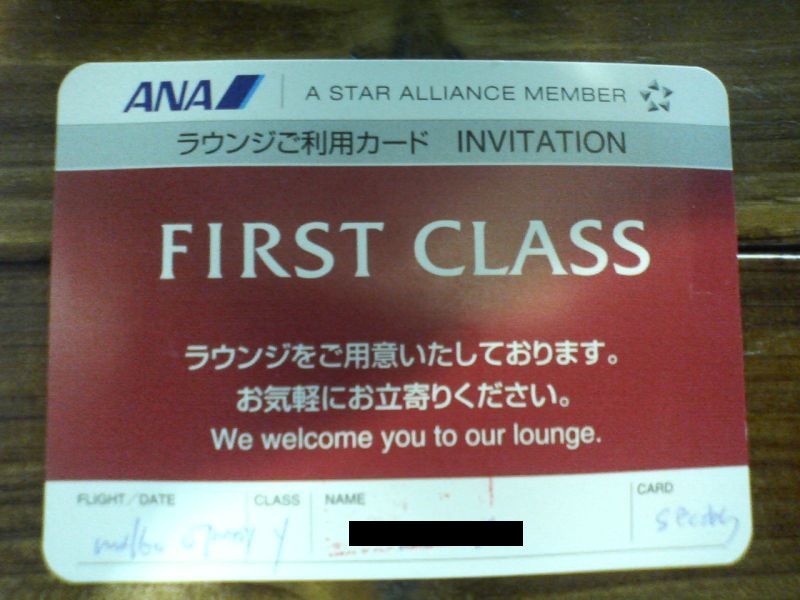 ANA A STAR ALLIANCE MEMBER
ラウンジご利用カード INVITATION
FIRST CLASS
ラウンジをご用意いたしております。
お気軽にお立寄りください。
We welcome you to our lounge.
FLIGHT/DATE CLASS NAME CARD
Y